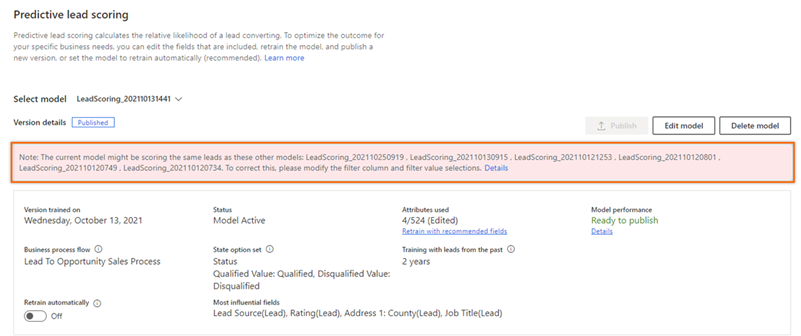 Predictive lead scoring
Predictive lead scoring calculates the relative likelihood of a lead converting. To optimize the outcome for
your specific business needs, you can edit the fields that are included, retrain the model, and publish a
new version, or set the model to retrain automatically (recommended). Learn more
Select model LeadScoring_202110131441
Version details Published
Publish Edit model Delete model
Note: The current model might be scoring the same leads as these other models: LeadScoring_202110250919 , LeadScoring_202110130915 , LeadScoring_202110121253 , LeadScoring_202110120801 ,
LeadScoring_202110120749 , LeadScoring_202110120734. To correct this, please modify the filter column and filter value selections. Details
Version trained on Status Attributes used Model performance
Wednesday, October 13, 2021 Model Active 4/524 (Edited) Ready to publish
Retrain with recommended fields Details
Business process flow State option set Training with leads from the past
Lead To Opportunity Sales Process Status 2 years
Qualified Value: Qualified, Disqualified Value:
Disqualified
Retrain automatically Most influential fields
Off Lead Source(Lead), Rating(Lead), Address 1: County(Lead), Job Title(Lead)